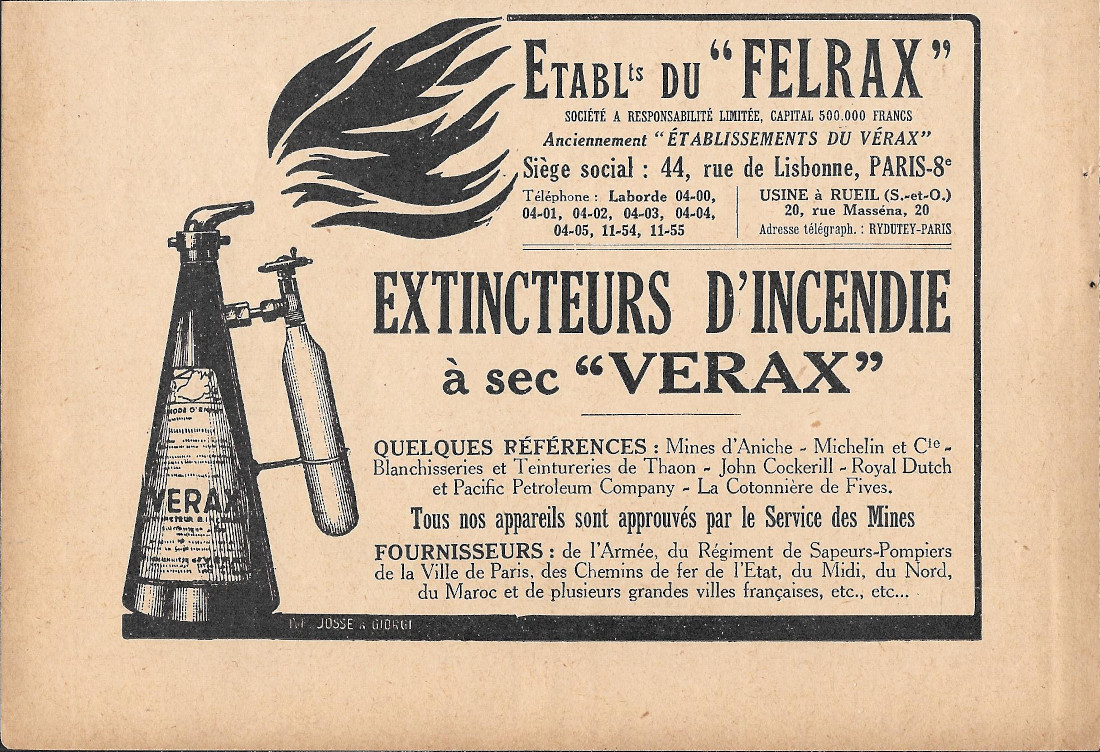 ETABLts DU “FELRAX”
SOCIÉTÉ A RESPONSABILITÉ LIMITÉE, CAPITAL 500.000 FRANCS
Anciennement “ÉTABLISSEMENTS DU VÉRAX”
Siège social : 44, rue de Lisbonne, PARIS-8e
Téléphone : Laborde 04-00,
04-01, 04-02, 04-03, 04-04,
04-05, 11-54, 11-55
USINE à RUEIL (S.-et-O.)
20, rue Masséna, 20
Adresse télégraph. : RYDUTEY-PARIS
EXTINCTEURS D'INCENDIE
à sec “VERAX”
QUELQUES RÉFÉRENCES : Mines d'Aniche - Michelin et Cie -
Blanchisseries et Teintureries de Thaon - John Cockerill - Royal Dutch
et Pacific Petroleum Company - La Cotonnière de Fives.
Tous nos appareils sont approuvés par le Service des Mines
FOURNISSEURS : de l'Armée, du Régiment de Sapeurs-Pompiers
de la Ville de Paris, des Chemins de fer de l'Etat, du Midi, du Nord,
du Maroc et de plusieurs grandes villes françaises, etc., etc...
MODE D'EM
VERAX
JOSSE & GIORGI